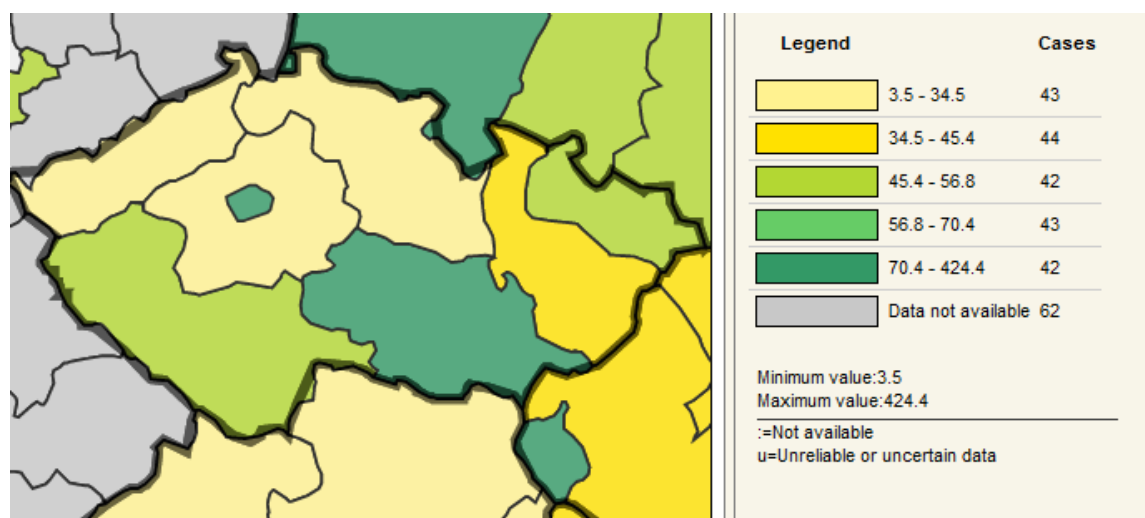 Legend Cases
3.5 - 34.5 43
34.5 - 45.4 44
45.4 - 56.8 42
56.8 - 70.4 43
70.4 - 424.4 42
Data not available 62
Minimum value:3.5
Maximum value:424.4
:=Not available
u=Unreliable or uncertain data